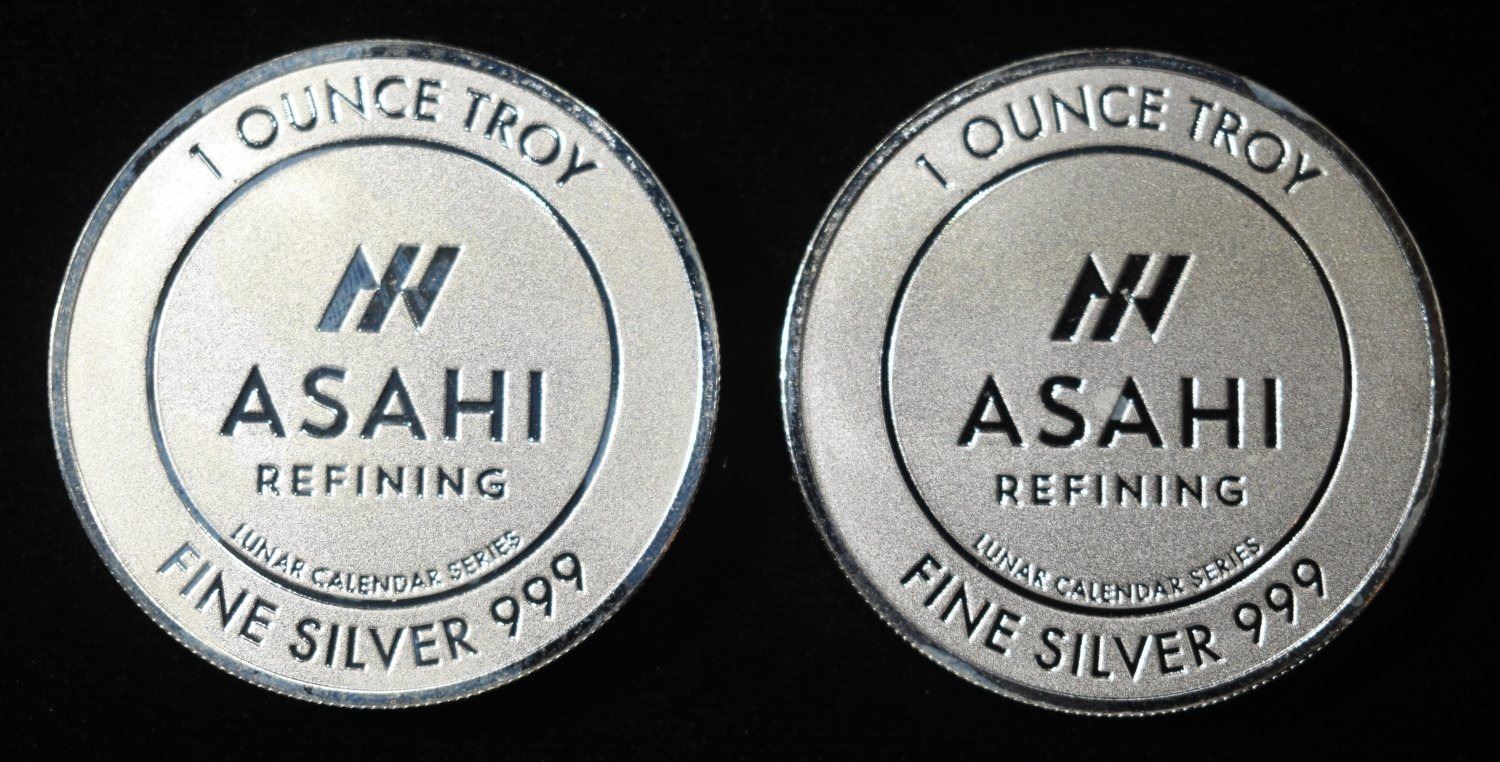 1 OUNCE TROY
ASAHI
REFINING
LUNAR CALENDAR SERIES
FINE SILVER 999
1 OUNCE TROY
ASAHI
REFINING
LUNAR CALENDAR SERIES
FINE SILVER 999